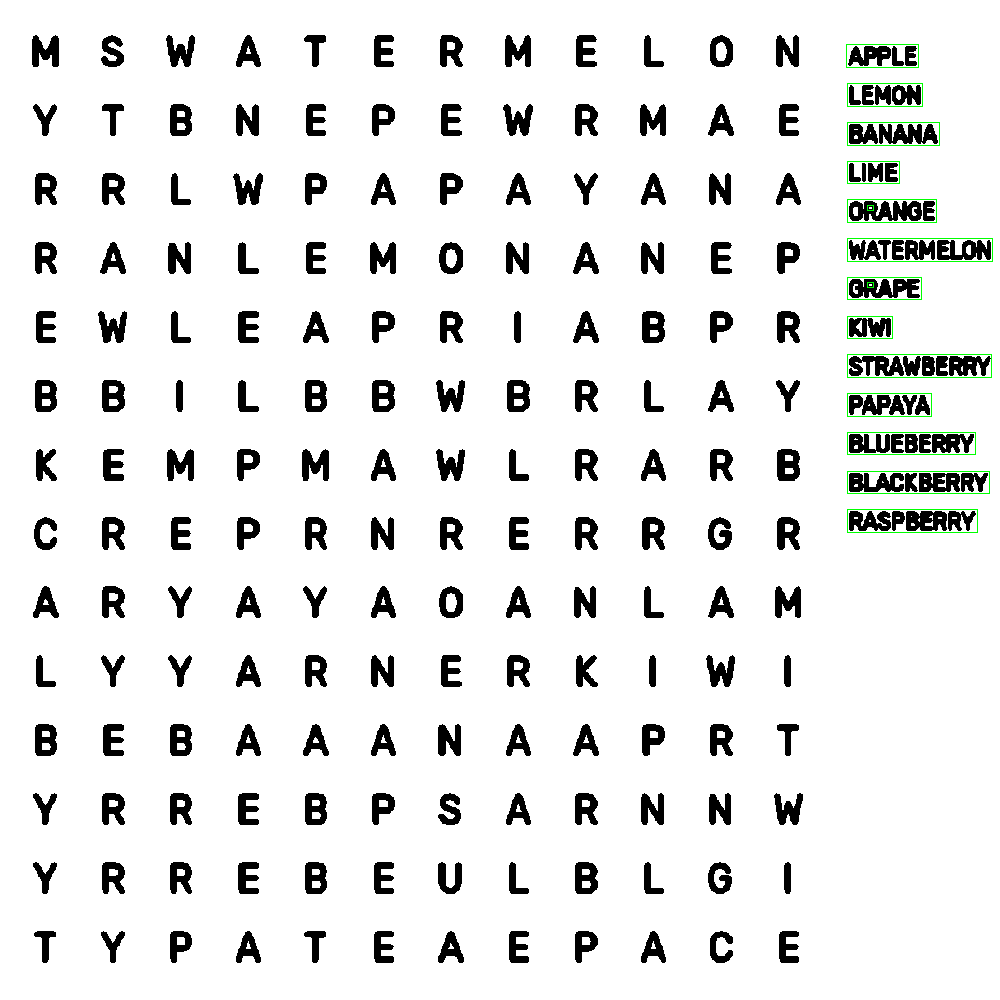 M S W A T E R M E L O N
Y T B N E P E W R M A E
R R L W P A P A Y A N A
R A N L E M O N A N E P
E W L E A P R I A B P R
B B I L B B W B R L A Y
K E M P M A W L R A R B
C R E P R N R E R R G R
A R Y A Y A O A N L A M
L Y Y A R N E R K I W I
B E B A A A N A A P R T
Y R R E B P S A R N N W
Y R R E B E U L B L G I
T Y P A T E A E P A C E
APPLE
LEMON
BANANA
LIME
ORANGE
WATERMELON
GRAPE
KIWI
STRAWBERRY
PAPAYA
BLUEBERRY
BLACKBERRY
RASPBERRY